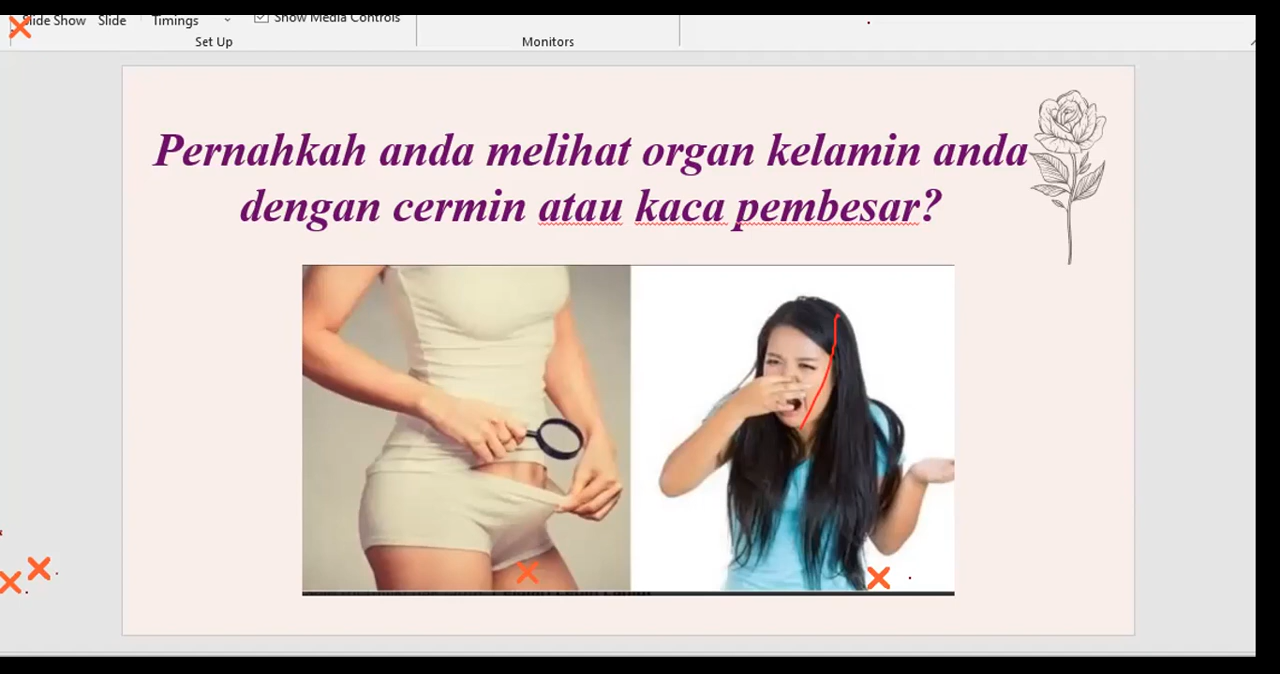 Slide Show Slide Timings Show Media Controls
Set Up Monitors
Pernahkah anda melihat organ kelamin anda
dengan cermin atau kaca pembesar?